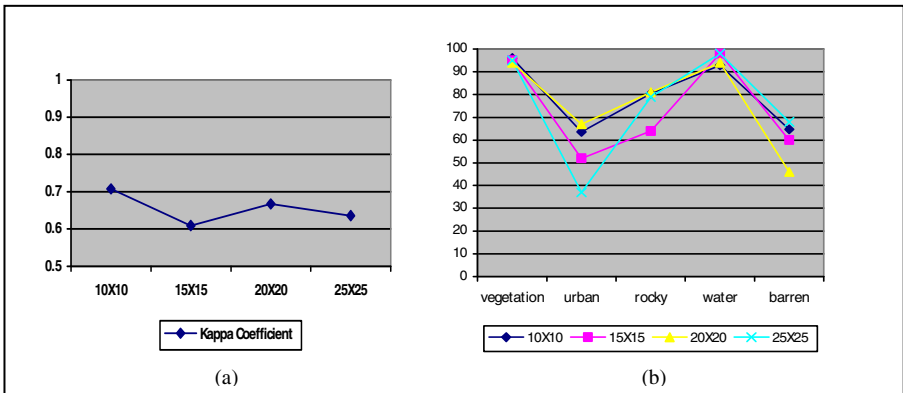 1
0.9
0.8
0.7
0.6
0.5
10X10 15X15 20X20 25X25
Kappa Coefficient
(a)
100
90
80
70
60
50
40
30
20
10
0
vegetation urban rocky water barren
10X10 15X15 20X20 25X25
(b)